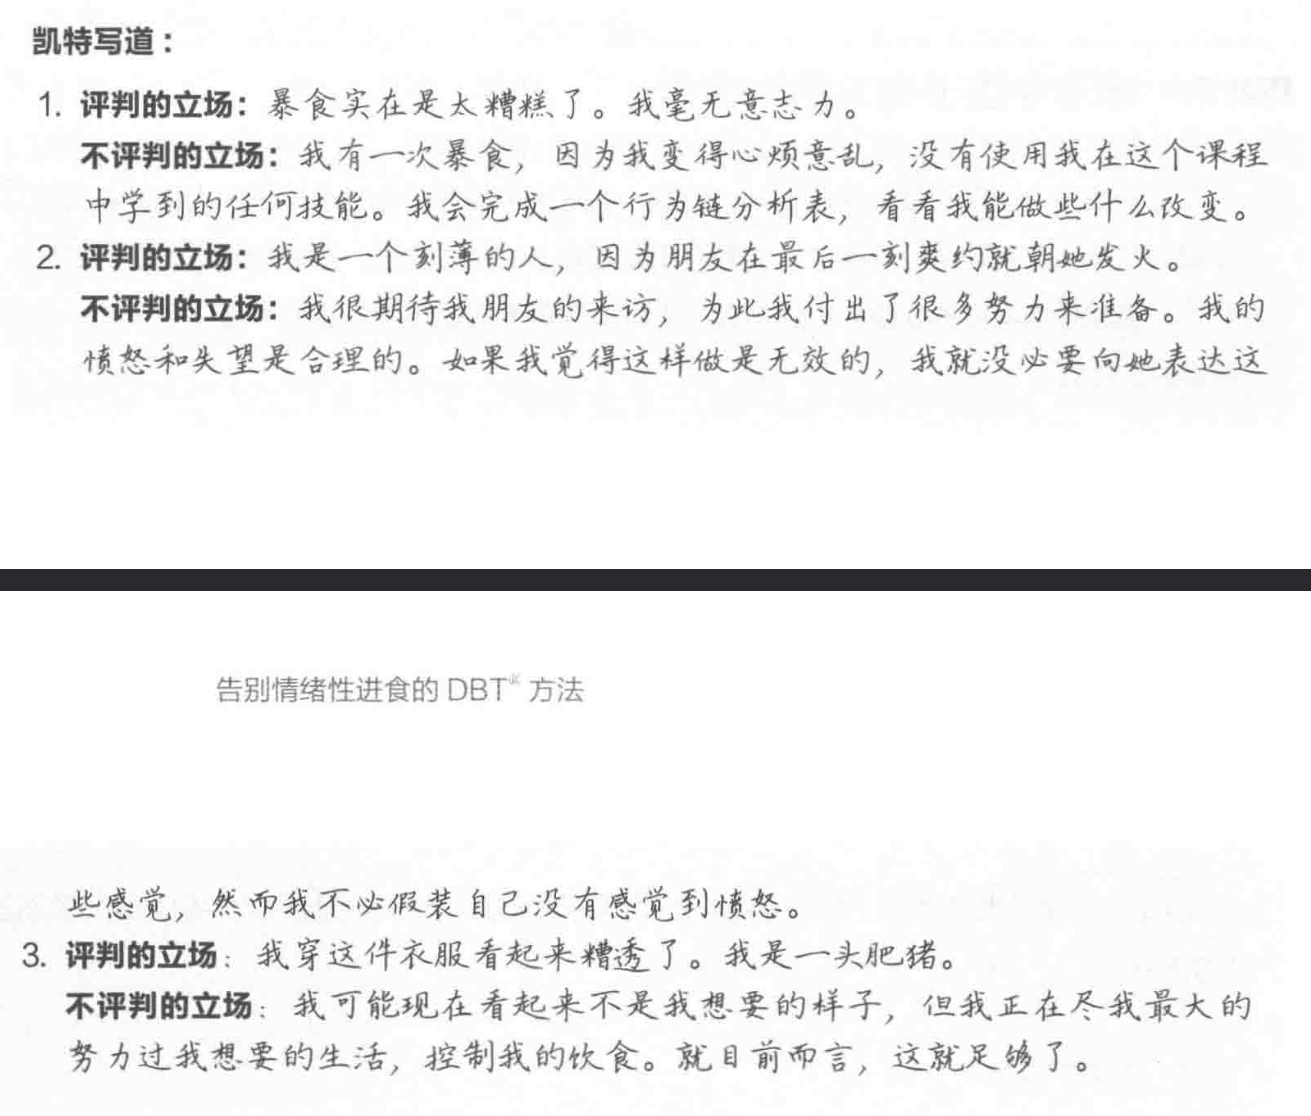 凯特写道：
1. 评判的立场：暴食实在是太糟糕了。我毫无意志力。
不评判的立场：我有一次暴食，因为我变得心烦意乱，没有使用我在这个课程
中学到的任何技能。我会完成一个行为链分析表，看看我能做些什么改变。
2. 评判的立场：我是一个刻薄的人，因为朋友在最后一刻爽约就朝她发火。
不评判的立场：我很期待我朋友的来访，为此我付出了很多努力来准备。我的
愤怒和失望是合理的。如果我觉得这样做是无效的，我就没必要向她表达这
告别情绪性进食的 DBT 方法
些感觉，然而我不必假装自己没有感觉到愤怒。
3. 评判的立场：我穿这件衣服看起来糟透了。我是一头肥猪。
不评判的立场：我可能现在看起来不是我想要的样子，但我正在尽我最大的
努力过我想要的生活，控制我的饮食。就目前而言，这就足够了。